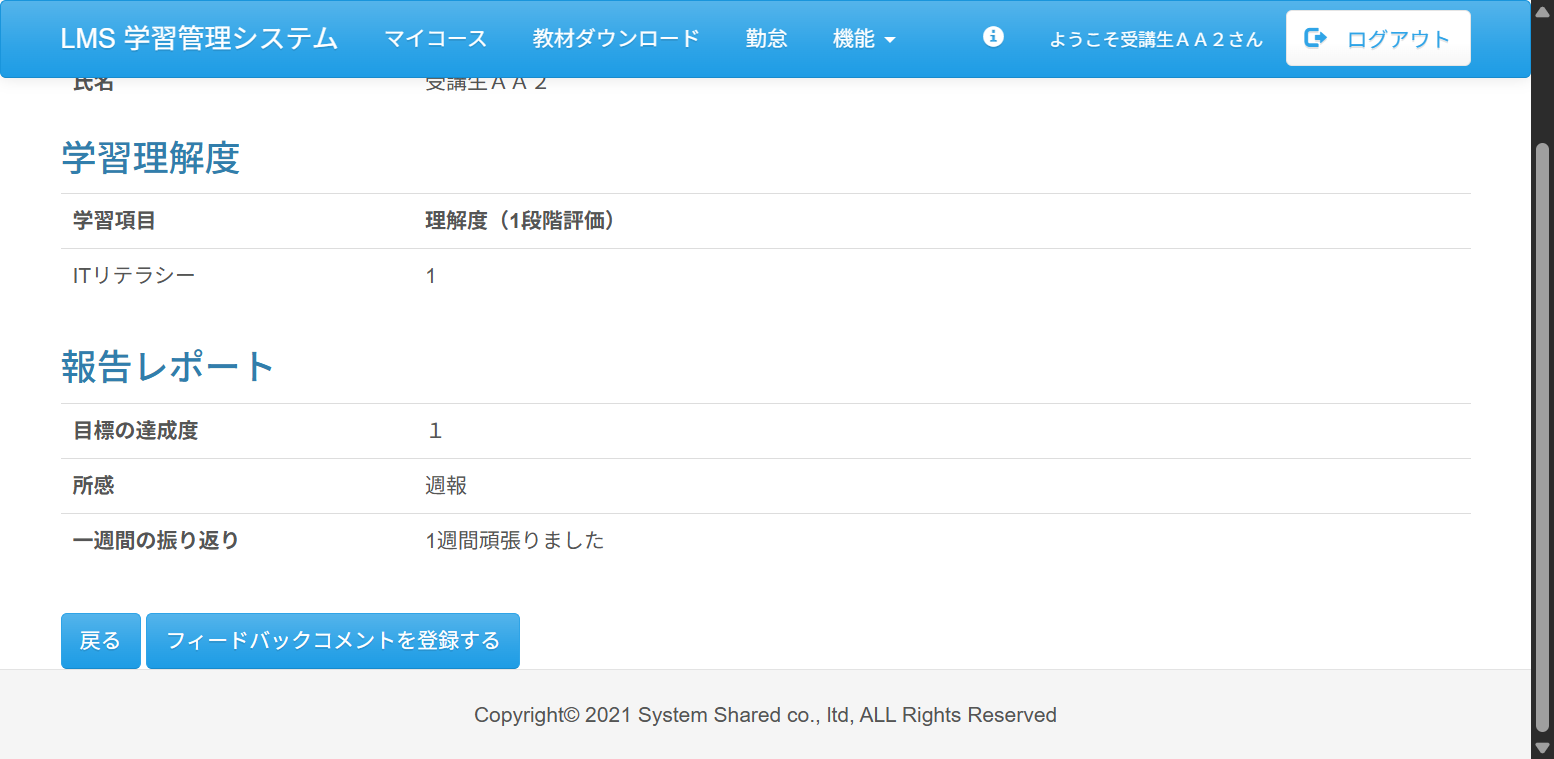 LMS 学習管理システム マイコース 教材ダウンロード 勤怠 機能 ようこそ受講生ＡＡ２さん ログアウト
氏名 受講生ＡＡ２
学習理解度
学習項目 理解度（1段階評価）
ITリテラシー 1
報告レポート
目標の達成度 １
所感 週報
一週間の振り返り 1週間頑張りました
戻る フィードバックコメントを登録する
Copyright© 2021 System Shared co., ltd, ALL Rights Reserved